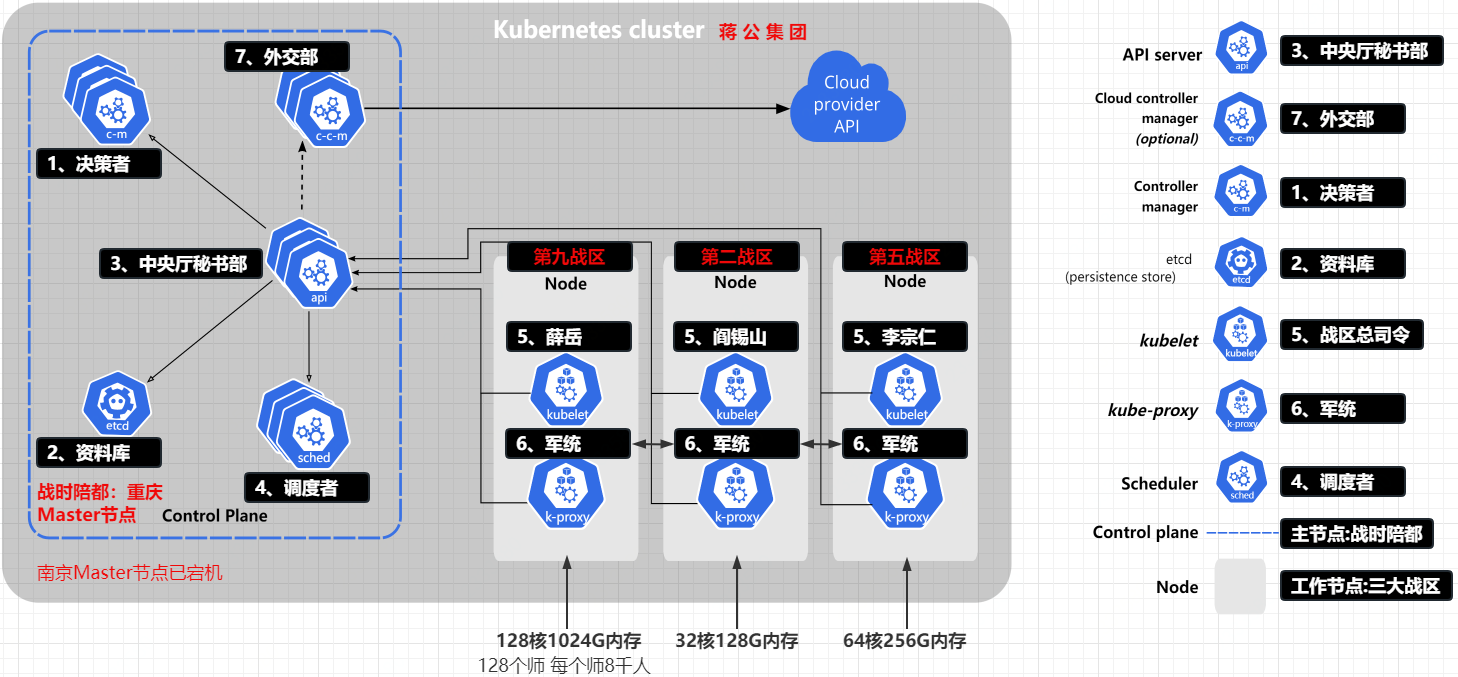 Kubernetes cluster 蒋公集团
7、外交部
c-m
c-c-m
Cloud
provider
API
1、决策者
3、中央厅秘书部
api
etcd
2、资料库
sched
4、调度者
战时陪都：重庆
Master节点
Control Plane
南京Master节点已宕机
第九战区
Node
5、薛岳
kubelet
6、军统
k-proxy
128核1024G内存
128个师 每个师8千人
第二战区
Node
5、阎锡山
kubelet
6、军统
k-proxy
32核128G内存
第五战区
Node
5、李宗仁
kubelet
6、军统
k-proxy
64核256G内存
API server
api
3、中央厅秘书部
Cloud controller
manager
(optional)
c-c-m
7、外交部
Controller
manager
c-m
1、决策者
etcd
(persistence store)
etcd
2、资料库
kubelet
kubelet
5、战区总司令
kube-proxy
k-proxy
6、军统
Scheduler
sched
4、调度者
Control plane
主节点:战时陪都
Node
工作节点:三大战区